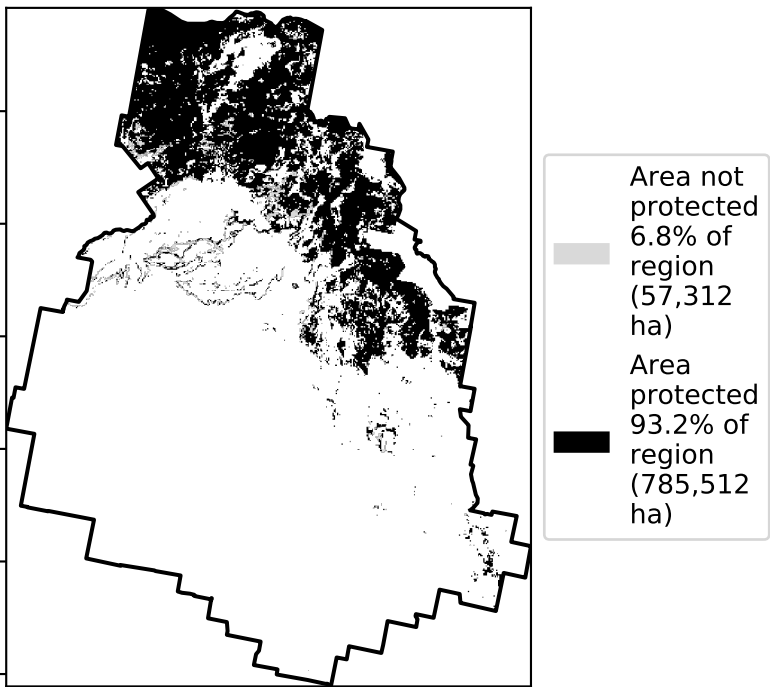 Area not
protected
6.8% of
region
(57,312
ha)
Area
protected
93.2% of
region
(785,512
ha)